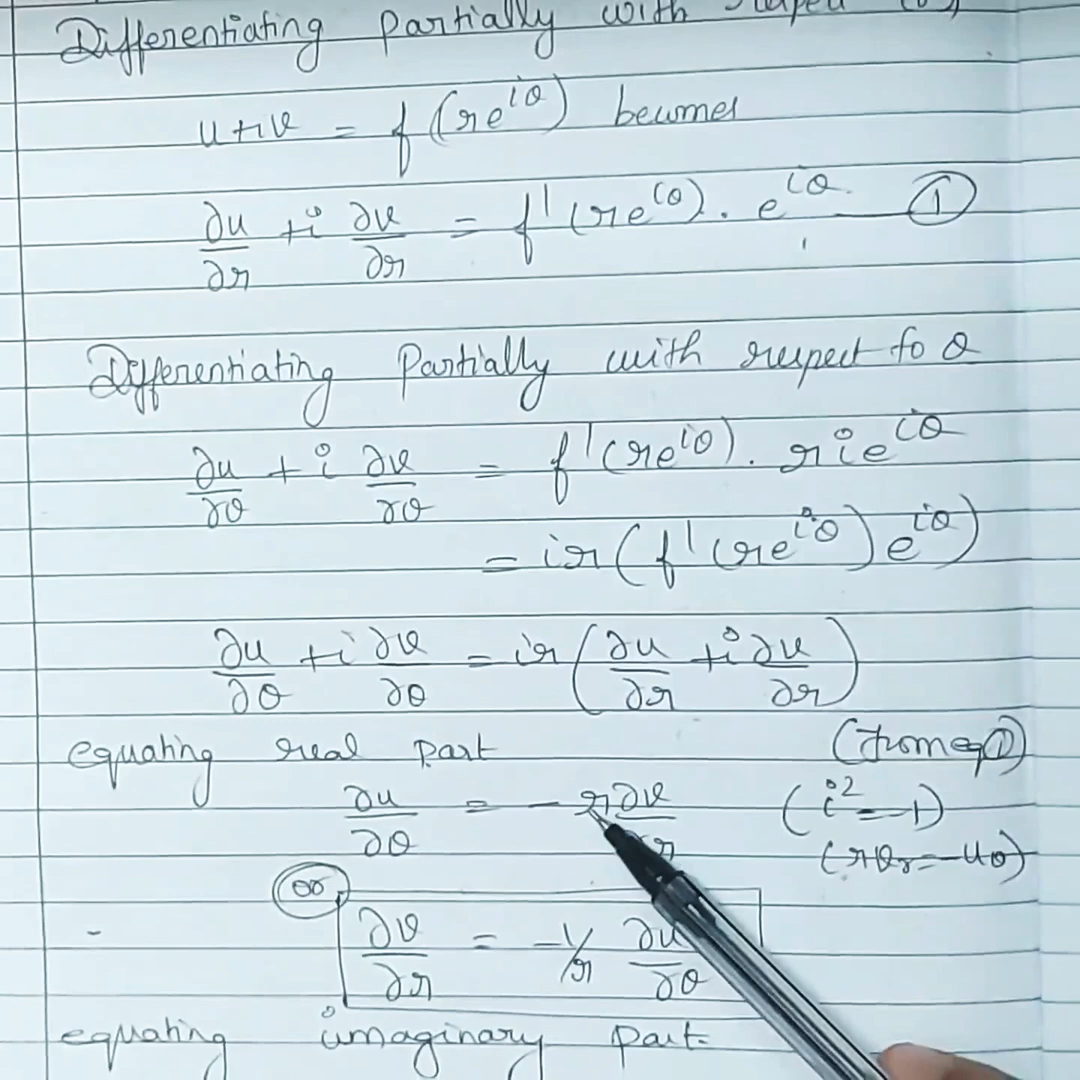 Differentiating partially with
u+iv = f(re^{iθ}) becomes
∂u/∂r + i ∂v/∂r = f'(re^{iθ}). e^{iθ} ①
Differentiating Partially with respect to θ
∂u/∂θ + i ∂v/∂θ = f'(re^{iθ}). r i e^{iθ}
= ir(f'(re^{iθ})e^{iθ})
∂u/∂θ + i ∂v/∂θ = ir(∂u/∂r + i ∂v/∂r)
equating real part (from eq①)
∂u/∂θ = - r∂v/∂r (i² = -1)
(rv_r = -u_θ)
or
∂v/∂r = -1/r ∂u/∂θ
equating imaginary part